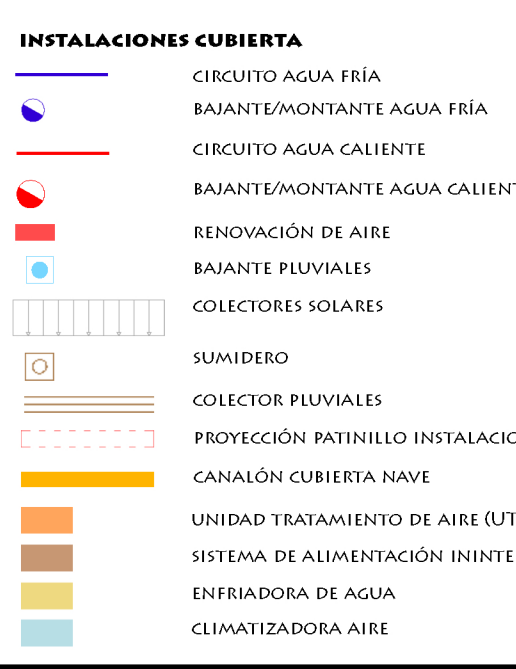 INSTALACIONES CUBIERTA
CIRCUITO AGUA FRÍA
BAJANTE/MONTANTE AGUA FRÍA
CIRCUITO AGUA CALIENTE
BAJANTE/MONTANTE AGUA CALIENT
RENOVACIÓN DE AIRE
BAJANTE PLUVIALES
COLECTORES SOLARES
SUMIDERO
COLECTOR PLUVIALES
PROYECCIÓN PATINILLO INSTALACIO
CANALÓN CUBIERTA NAVE
UNIDAD TRATAMIENTO DE AIRE (UT
SISTEMA DE ALIMENTACIÓN ININTE
ENFRIADORA DE AGUA
CLIMATIZADORA AIRE